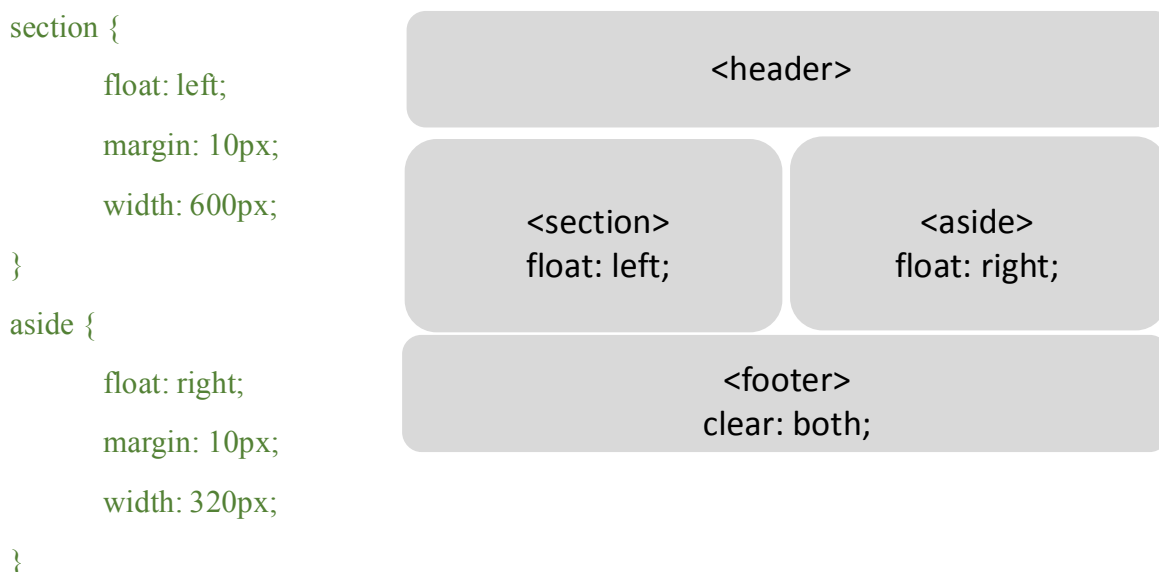 section {
float: left;
margin: 10px;
width: 600px;
}
aside {
float: right;
margin: 10px;
width: 320px;
}
<header>
<section>
float: left;
<aside>
float: right;
<footer>
clear: both;